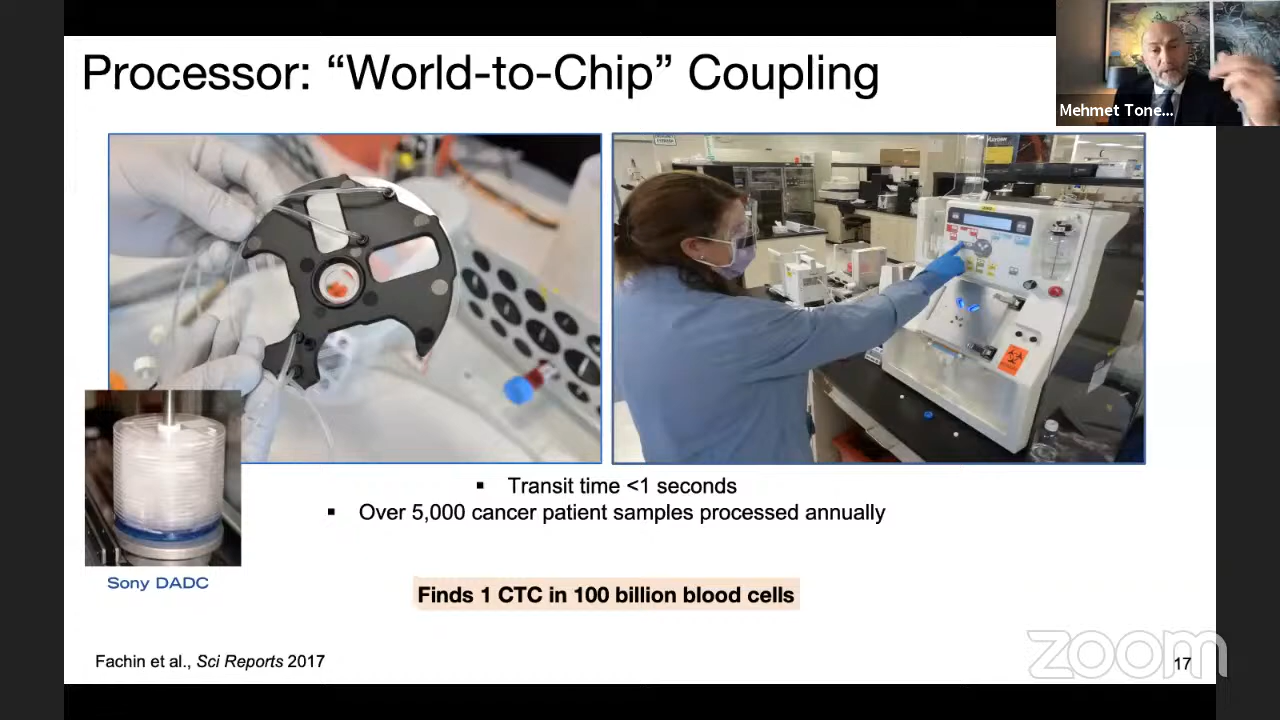 Processor: “World-to-Chip” Coupling
Mehmet Tone...
▪ Transit time <1 seconds
▪ Over 5,000 cancer patient samples processed annually
Sony DADC
Finds 1 CTC in 100 billion blood cells
Fachin et al., Sci Reports 2017
zoom
17